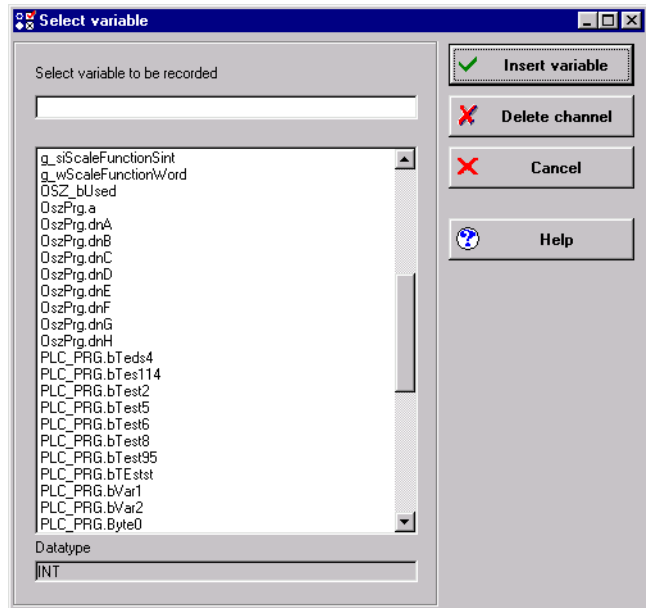 Select variable
Select variable to be recorded
g_siScaleFunctionSint
g_wScaleFunctionWord
OSZ_bUsed
OszPrg.a
OszPrg.dnA
OszPrg.dnB
OszPrg.dnC
OszPrg.dnD
OszPrg.dnE
OszPrg.dnF
OszPrg.dnG
OszPrg.dnH
PLC_PRG.bTeds4
PLC_PRG.bTes114
PLC_PRG.bTest2
PLC_PRG.bTest5
PLC_PRG.bTest6
PLC_PRG.bTest8
PLC_PRG.bTest95
PLC_PRG.bTEstst
PLC_PRG.bVar1
PLC_PRG.bVar2
PLC_PRG.Byte0
Datatype
INT
Insert variable
Delete channel
Cancel
Help